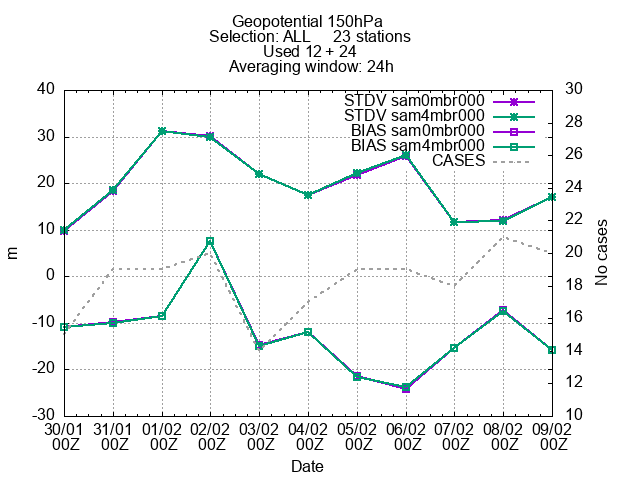 Geopotential 150hPa
Selection: ALL 23 stations
Used 12 + 24
Averaging window: 24h
STDV sam0mbr000
STDV sam4mbr000
BIAS sam0mbr000
BIAS sam4mbr000
CASES
40
30
20
10
0
-10
-20
-30
m
30
28
26
24
22
20
18
16
14
12
10
No cases
30/01 31/01 01/02 02/02 03/02 04/02 05/02 06/02 07/02 08/02 09/02
00Z 00Z 00Z 00Z 00Z 00Z 00Z 00Z 00Z 00Z 00Z
Date